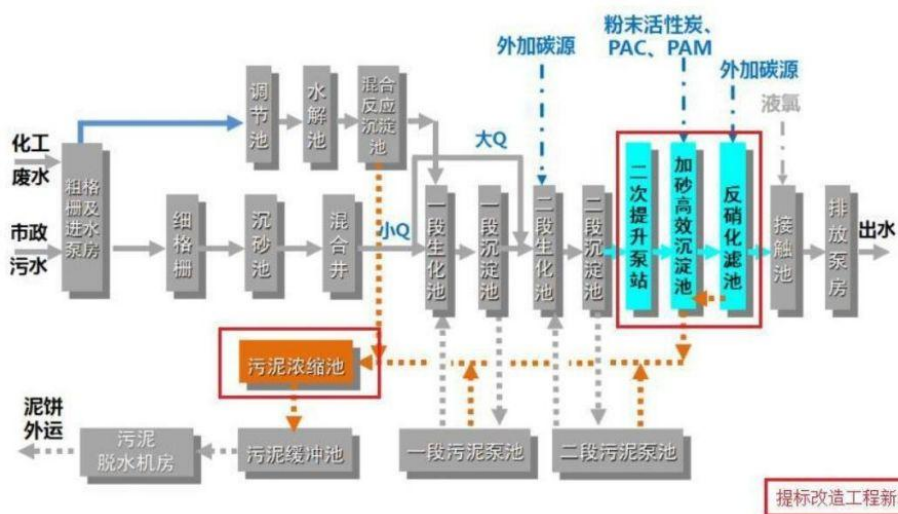 粉末活性炭、
PAC、PAM
外加碳源
外加碳源
液氯
调节池
水解池
混合
反应
沉淀
池
大Q
化工
废水
粗格
栅及
进水
泵房
市政
污水
细格栅
沉砂池
混合井
小Q
一段生化池
一段沉淀池
二段生化池
二段沉淀池
二次提升泵站
加砂高效沉淀池
反硝化滤池
接触池
排放泵房
出水
污泥浓缩池
泥饼
外运
污泥
脱水机房
污泥缓冲池
一段污泥泵池
二段污泥泵池
提标改造工程新